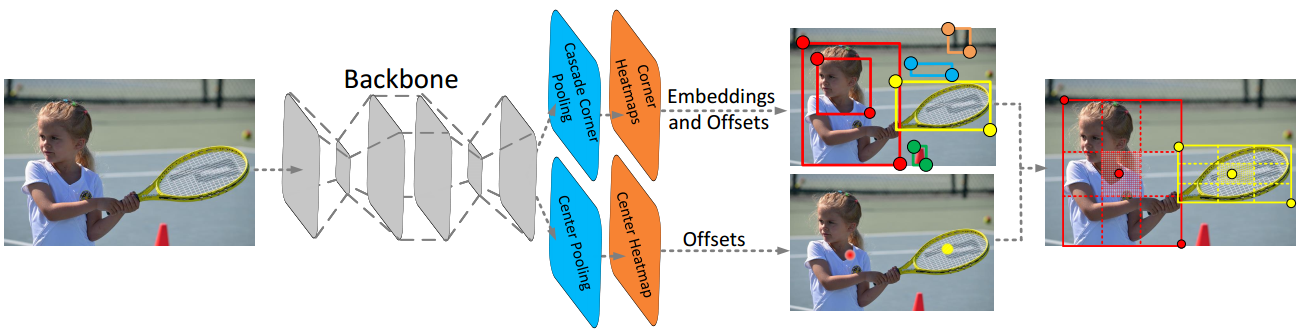 Backbone
Cascade Corner
Pooling
Corner
Heatmaps
Embeddings
and Offsets
Center Pooling
Center Heatmap
Offsets